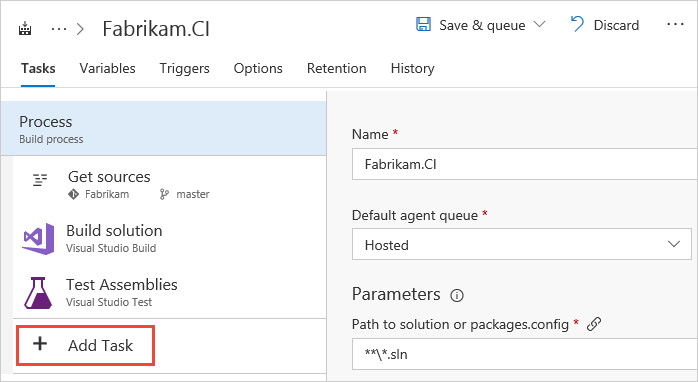 ··· > Fabrikam.CI
Save & queue
Discard
···
Tasks Variables Triggers Options Retention History
Process
Build process
Get sources
Fabrikam master
Build solution
Visual Studio Build
Test Assemblies
Visual Studio Test
+ Add Task
Name *
Fabrikam.CI
Default agent queue *
Hosted
Parameters
Path to solution or packages.config *
**\*.sln